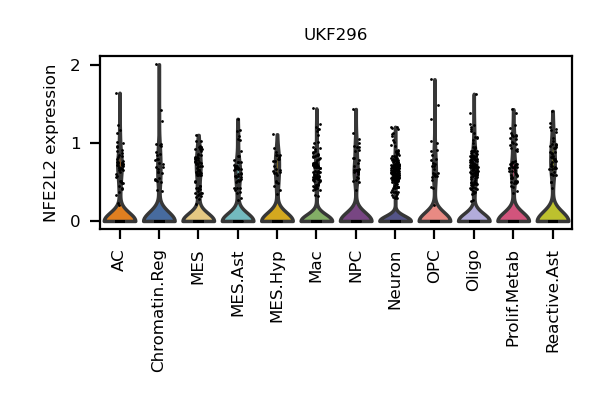 UKF296
NFE2L2 expression
2
1
0
AC
Chromatin.Reg
MES
MES.Ast
MES.Hyp
Mac
NPC
Neuron
OPC
Oligo
Prolif.Metab
Reactive.Ast